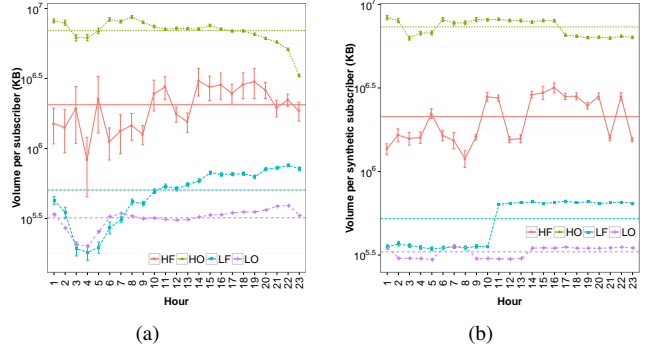 10^7
10^6.5
10^6
10^5.5
Volume per subscriber (KB)
HF HO LF LO
1 2 3 4 5 6 7 8 9 10 11 12 13 14 15 16 17 18 19 20 21 22 23
Hour
(a)
10^7
10^6.5
10^6
10^5.5
Volume per synthetic subscriber (KB)
HF HO LF LO
1 2 3 4 5 6 7 8 9 10 11 12 13 14 15 16 17 18 19 20 21 22 23
Hour
(b)